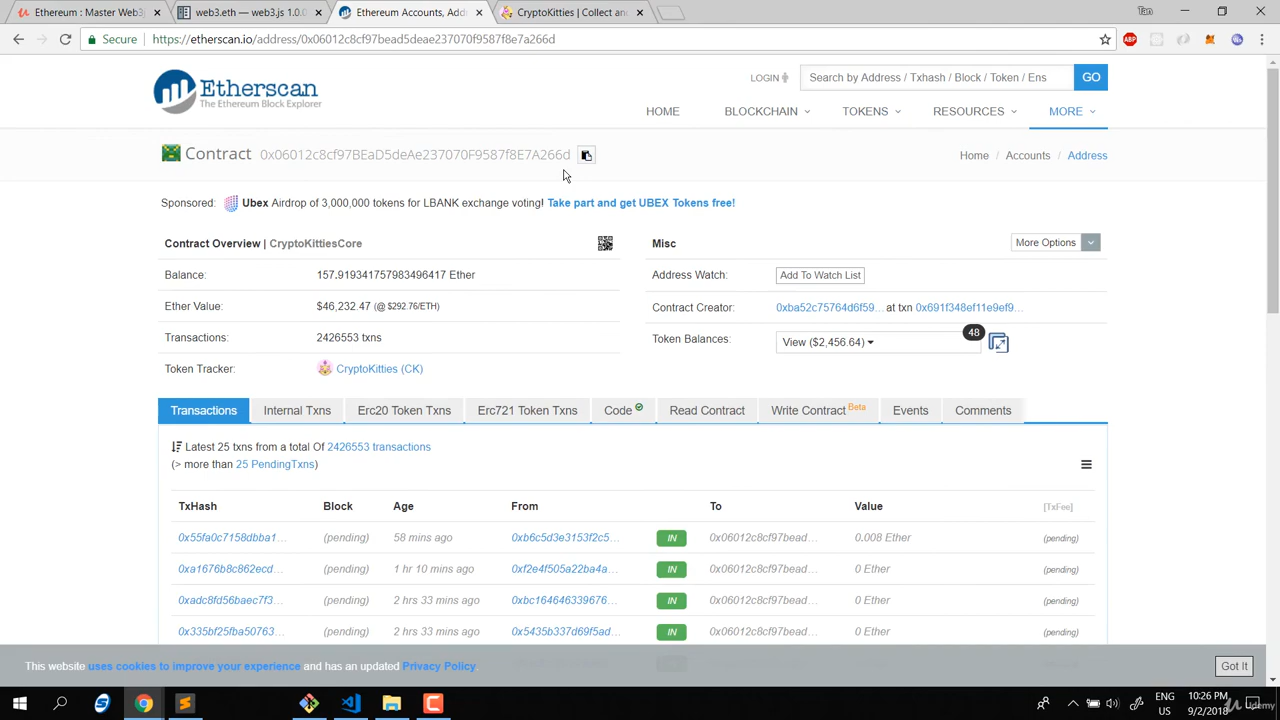 Ethereum : Master Web3j
web3.eth — web3.js 1.0.0
Ethereum Accounts, Add
CryptoKitties | Collect an
Tan
Secure
https://etherscan.io/address/0x06012c8cf97bead5deae237070f9587f8e7a266d
ABP
Etherscan
The Ethereum Block Explorer
LOGIN
Search by Address / Txhash / Block / Token / Ens
GO
HOME
BLOCKCHAIN
TOKENS
RESOURCES
MORE
Contract 0x06012c8cf97BEaD5deAe237070F9587f8E7A266d
Home / Accounts / Address
Sponsored: Ubex Airdrop of 3,000,000 tokens for LBANK exchange voting! Take part and get UBEX Tokens free!
Contract Overview | CryptoKittiesCore
Misc
More Options
Balance: 157.919341757983496417 Ether
Address Watch: Add To Watch List
Ether Value: $46,232.47 (@ $292.76/ETH)
Contract Creator: 0xba52c75764d6f59... at txn 0x691f348ef11e9ef9...
Transactions: 2426553 txns
Token Balances: View ($2,456.64) 48
Token Tracker: CryptoKitties (CK)
Transactions
Internal Txns
Erc20 Token Txns
Erc721 Token Txns
Code
Read Contract
Write Contract Beta
Events
Comments
Latest 25 txns from a total Of 2426553 transactions
(> more than 25 PendingTxns)
TxHash Block Age From To Value [TxFee]
0x55fa0c7158dbba1... (pending) 58 mins ago 0xb6c5d3e3153f2c5... IN 0x06012c8cf97bead... 0.008 Ether (pending)
0xa1676b8c862ecd... (pending) 1 hr 10 mins ago 0xf2e4f505a22ba4a... IN 0x06012c8cf97bead... 0 Ether (pending)
0xadc8fd56baec7f3... (pending) 2 hrs 33 mins ago 0xbc164646339676... IN 0x06012c8cf97bead... 0 Ether (pending)
0x335bf25fba50763... (pending) 2 hrs 33 mins ago 0x5435b337d69f5ad... IN 0x06012c8cf97bead... 0 Ether (pending)
This website uses cookies to improve your experience and has an updated Privacy Policy.
Got It
ENG
US
10:26 PM
9/2/2018
Udemy